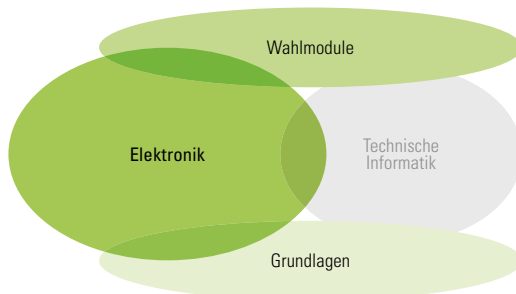 Wahlmodule
Elektronik
Technische
Informatik
Grundlagen